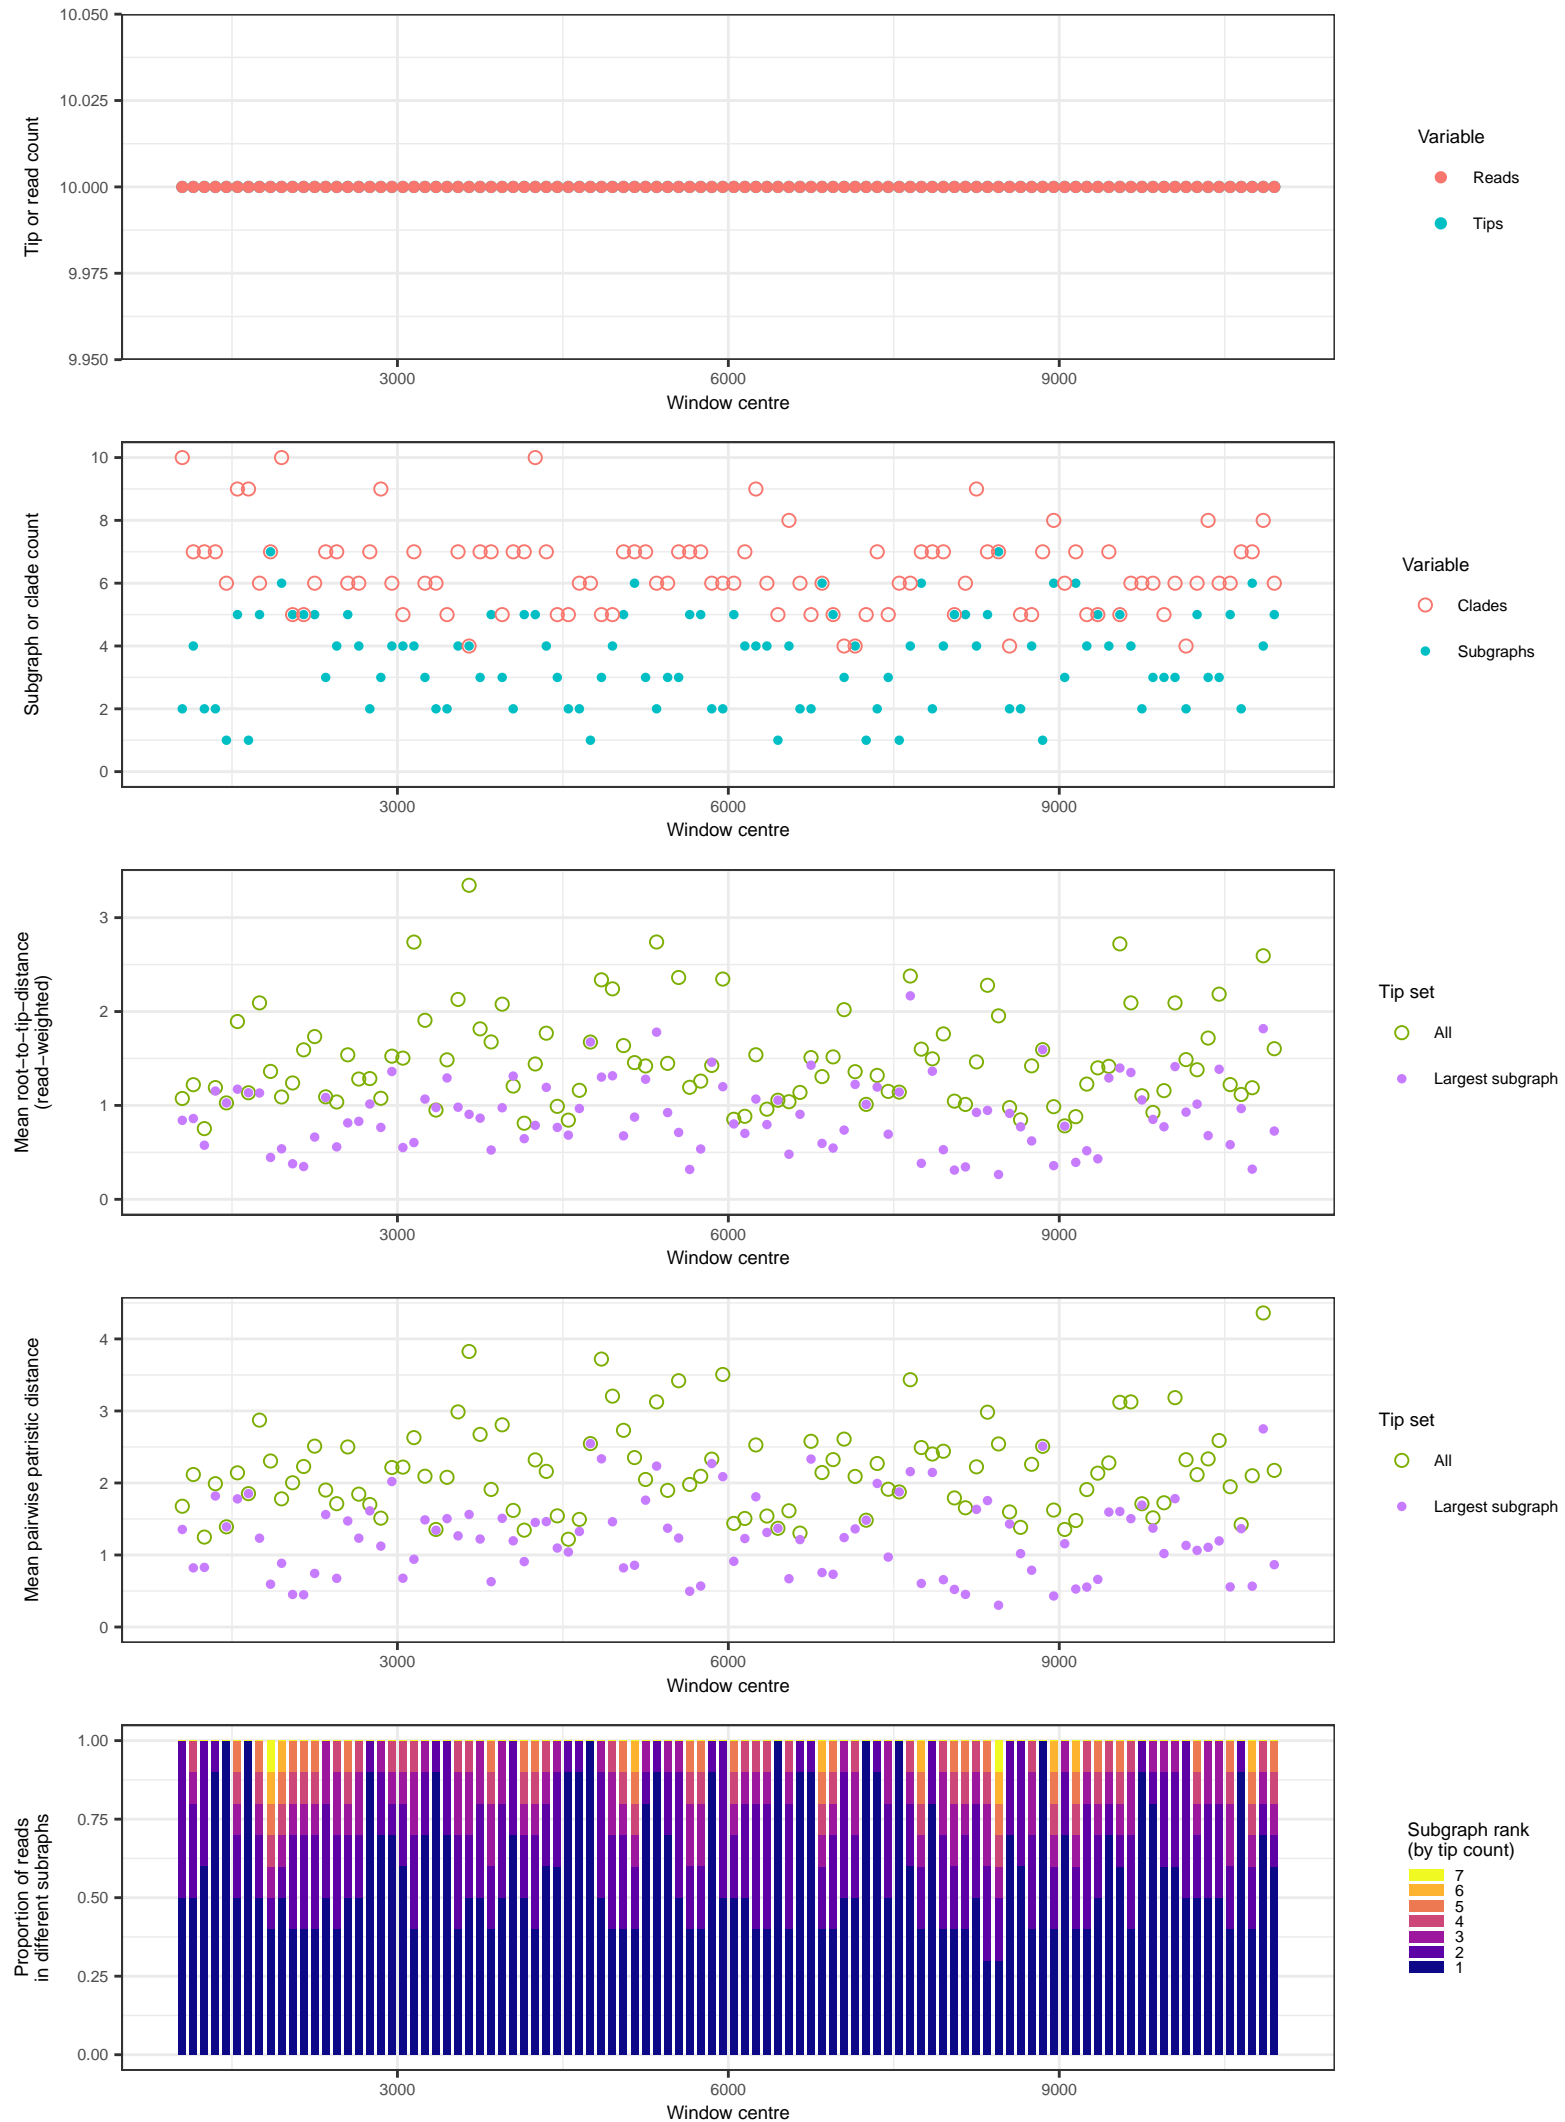 10.050
10.025
10.000
9.975
9.950
Tip or read count
3000
6000
9000
Window centre
Variable
Reads
Tips
10
8
6
4
2
0
Subgraph or clade count
3000
6000
9000
Window centre
Variable
Clades
Subgraphs
3
2
1
0
Mean root−to−tip−distance
(read−weighted)
3000
6000
9000
Window centre
Tip set
All
Largest subgraph
4
3
2
1
0
Mean pairwise patristic distance
3000
6000
9000
Window centre
Tip set
All
Largest subgraph
1.00
0.75
0.50
0.25
0.00
Proportion of reads
in different subraphs
3000
6000
9000
Window centre
Subgraph rank
(by tip count)
7
6
5
4
3
2
1